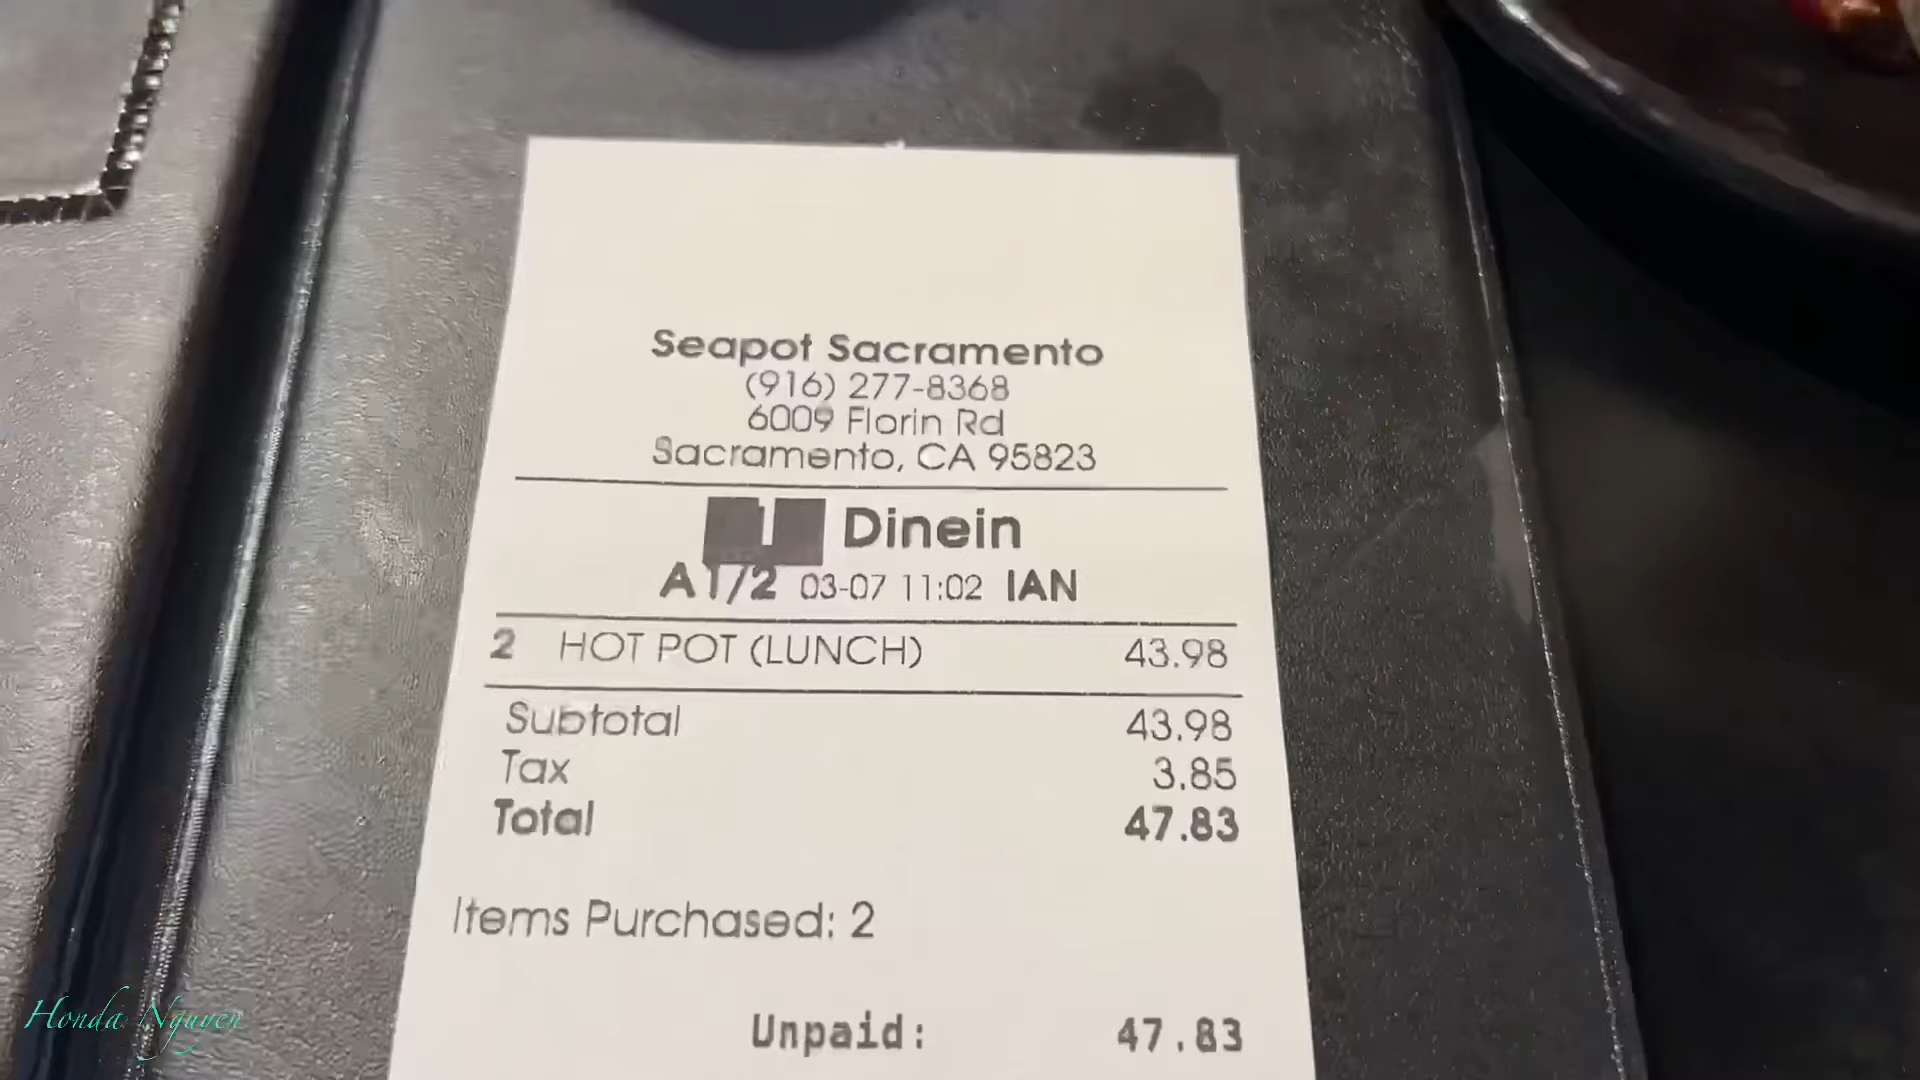 Seapot Sacramento
(916) 277-8368
6009 Florin Rd
Sacramento, CA 95823
1 Dinein
A1/2 03-07 11:02 IAN
2 HOT POT (LUNCH) 43.98
Subtotal 43.98
Tax 3.85
Total 47.83
Items Purchased: 2
Unpaid: 47.83
Honda Nguyen